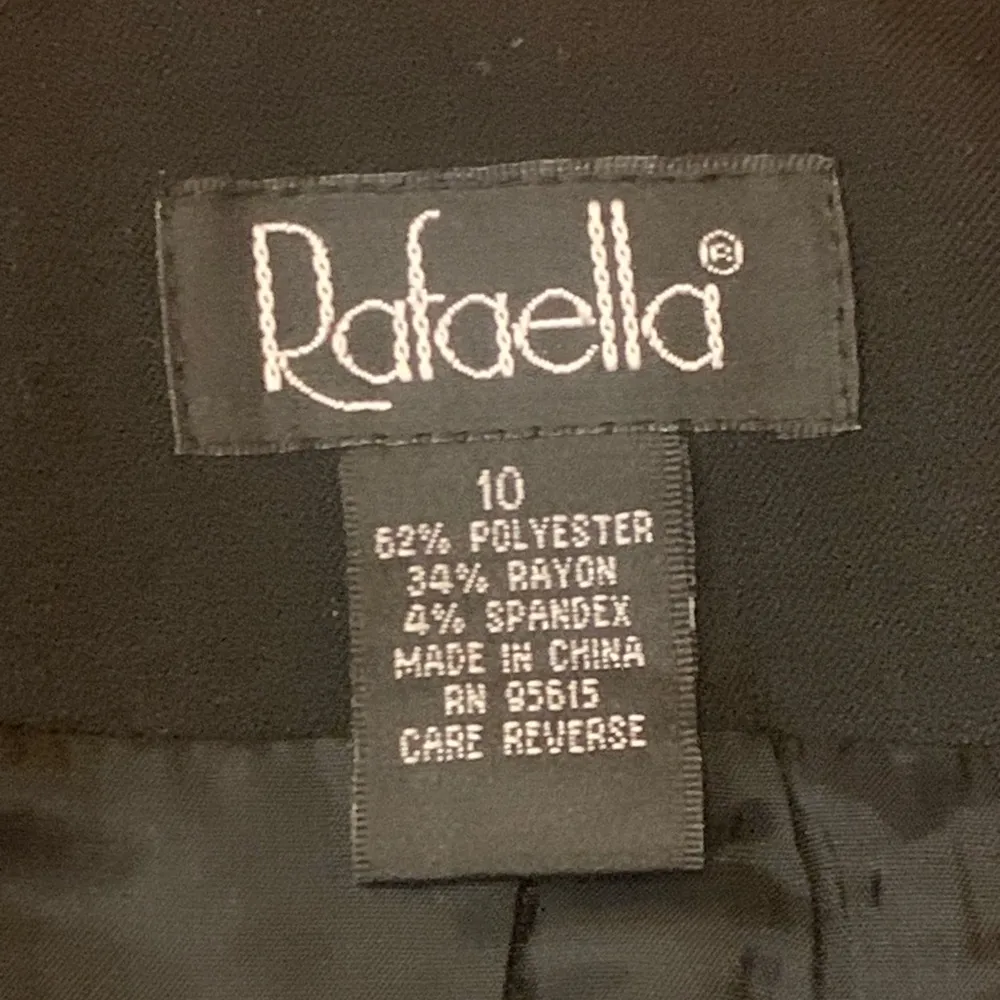 Rafaella®
10
62% POLYESTER
34% RAYON
4% SPANDEX
MADE IN CHINA
RN 95615
CARE REVERSE